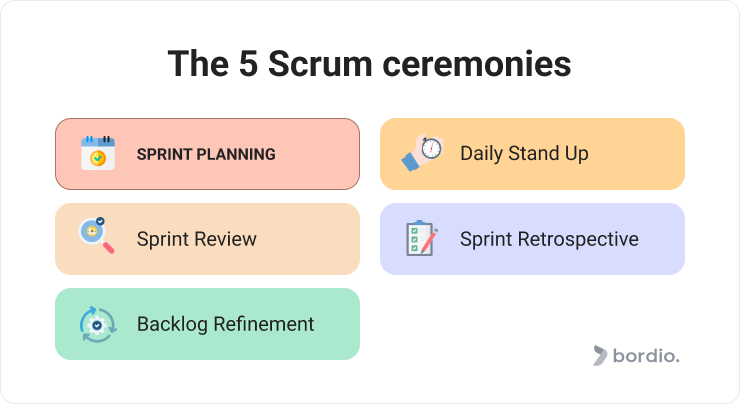 The 5 Scrum ceremonies
SPRINT PLANNING
Daily Stand Up
Sprint Review
Sprint Retrospective
Backlog Refinement
bordio.